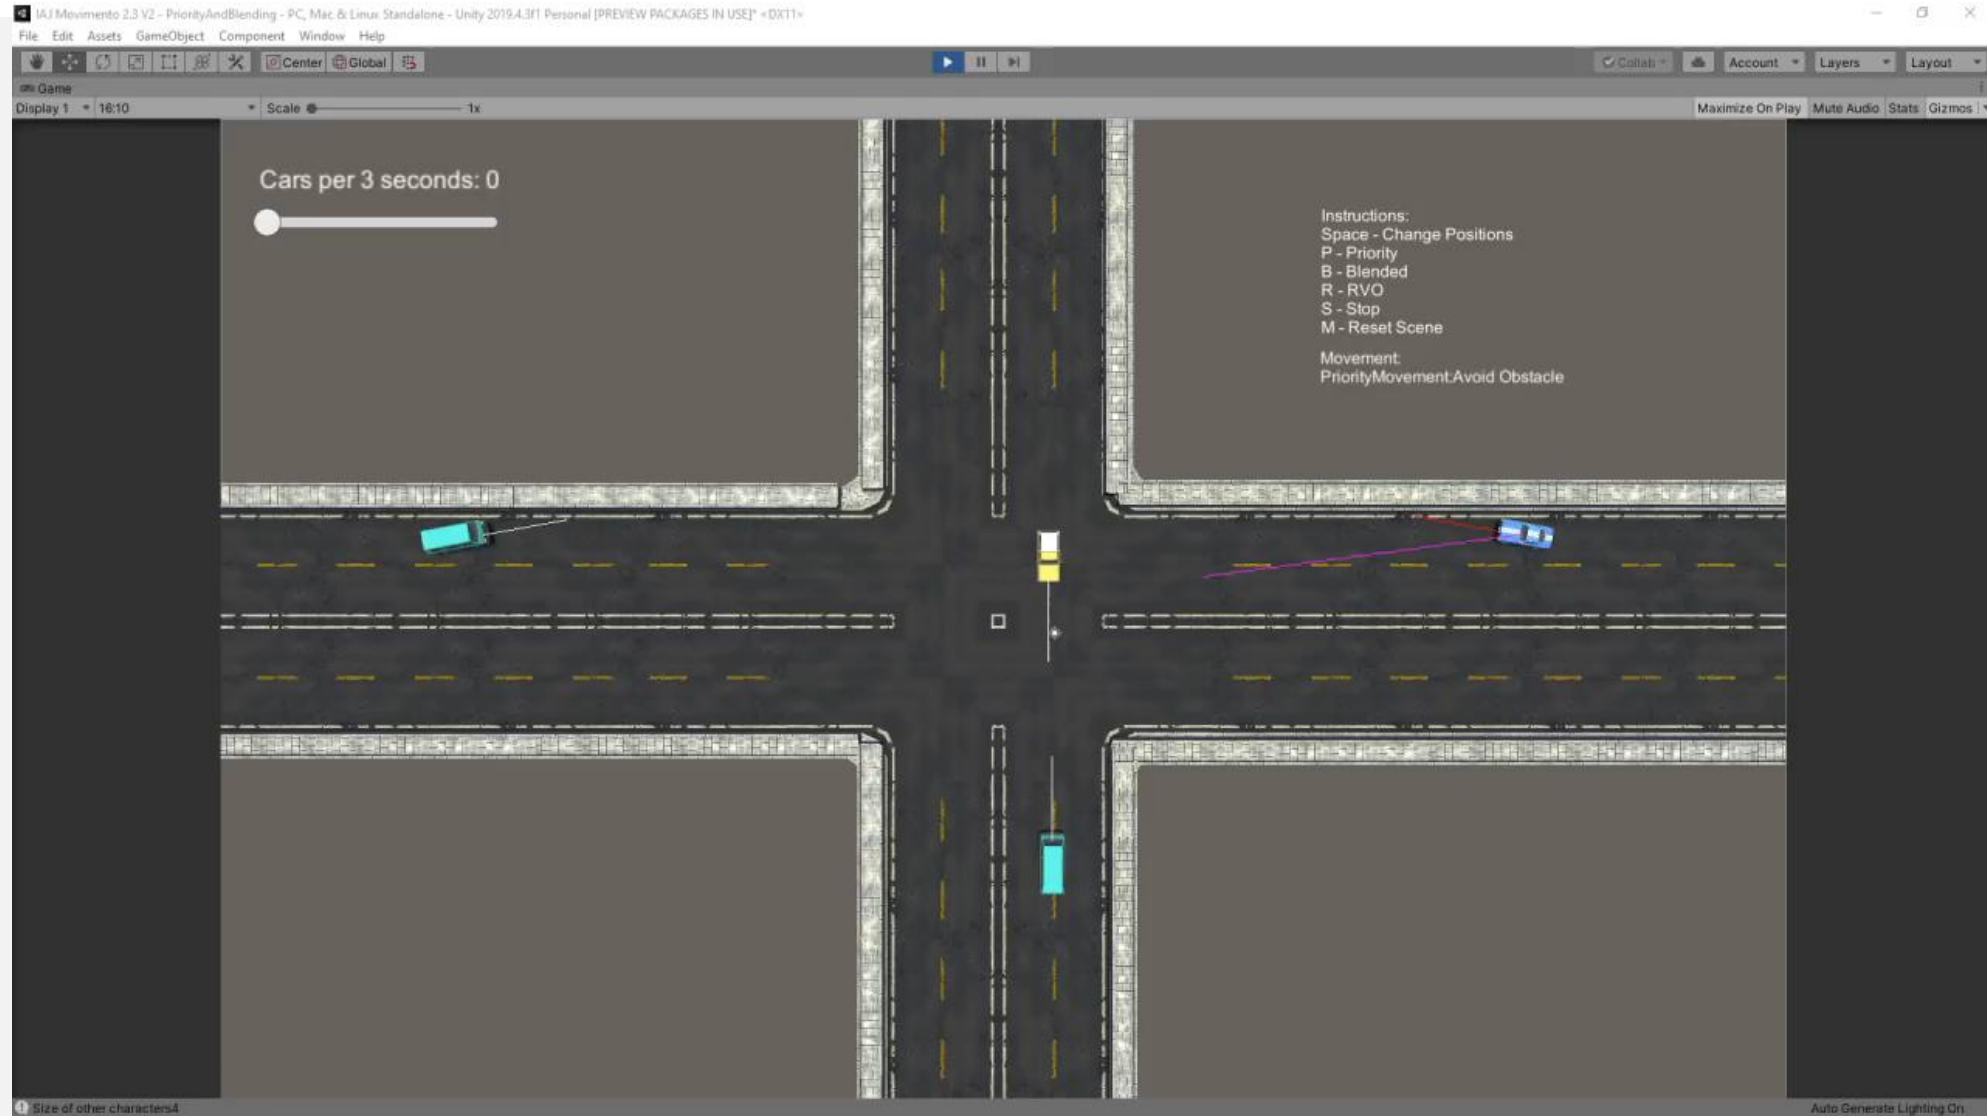 IAJ Movimento 2.3 V2 - PriorityAndBlending - PC, Mac & Linux Standalone - Unity 2019.4.3f1 Personal [PREVIEW PACKAGES IN USE]* <DX11>
File Edit Assets GameObject Component Window Help
Center Global Collab Account Layers Layout
Game
Display 1 16:10 Scale 1x Maximize On Play Mute Audio Stats Gizmos
Cars per 3 seconds: 0
Instructions:
Space - Change Positions
P - Priority
B - Blended
R - RVO
S - Stop
M - Reset Scene
Movement:
PriorityMovement:Avoid Obstacle
Size of other characters4
Auto Generate Lighting On